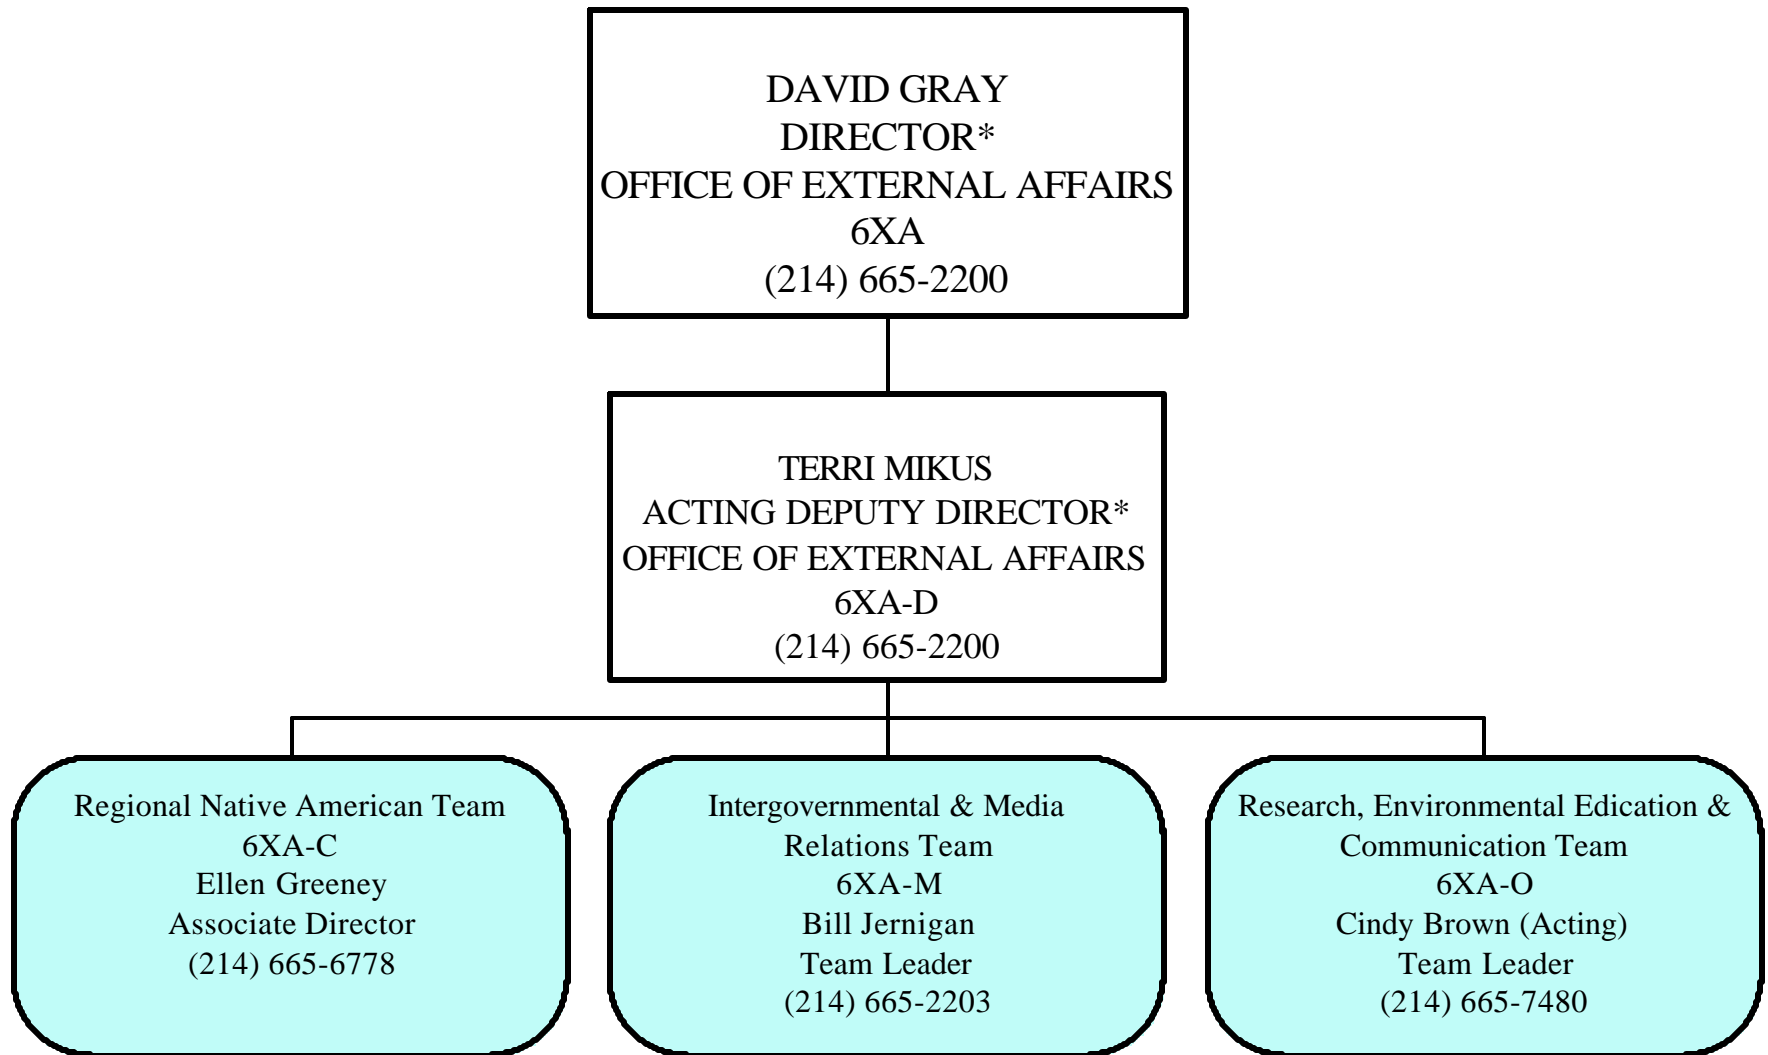 DAVID GRAY
DIRECTOR*
OFFICE OF EXTERNAL AFFAIRS
6XA
(214) 665-2200
TERRI MIKUS
ACTING DEPUTY DIRECTOR*
OFFICE OF EXTERNAL AFFAIRS
6XA-D
(214) 665-2200
Regional Native American Team
6XA-C
Ellen Greeney
Associate Director
(214) 665-6778
Intergovernmental & Media
Relations Team
6XA-M
Bill Jernigan
Team Leader
(214) 665-2203
Research, Environmental Edication &
Communication Team
6XA-O
Cindy Brown (Acting)
Team Leader
(214) 665-7480